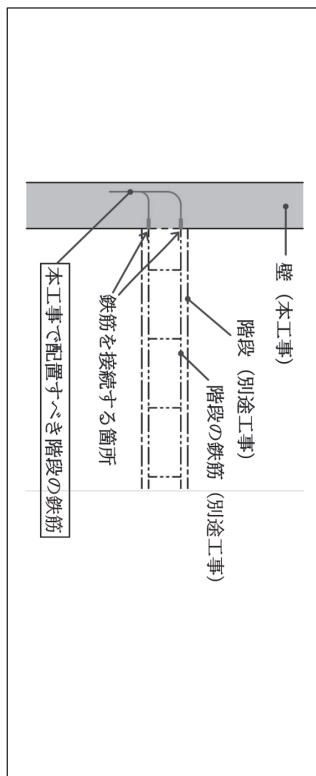 壁（本工事）
階段（別途工事）
階段の鉄筋（別途工事）
鉄筋を接続する箇所
本工事で配置すべき階段の鉄筋